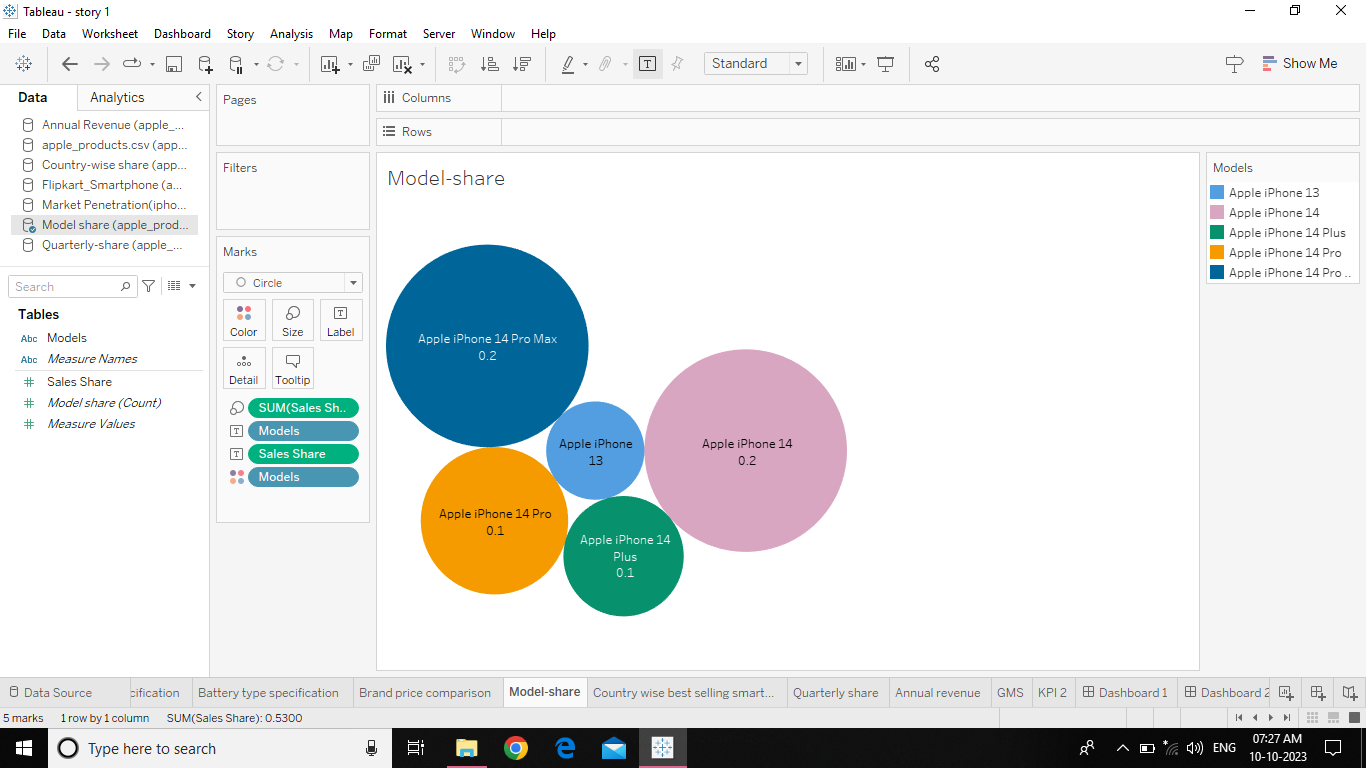 Tableau - story 1
File Data Worksheet Dashboard Story Analysis Map Format Server Window Help
Standard
Show Me
Data Analytics
Annual Revenue (apple_...
apple_products.csv (app...
Country-wise share (app...
Flipkart_Smartphone (a...
Market Penetration(ipho...
Model share (apple_prod...
Quarterly-share (apple_...
Search
Tables
Abc Models
Abc Measure Names
# Sales Share
# Model share (Count)
# Measure Values
Pages
Filters
Marks
Circle
Color Size Label
Detail Tooltip
SUM(Sales Sh..
Models
Sales Share
Models
Columns
Rows
Model-share
Apple iPhone 14 Pro Max
0.2
Apple iPhone
13
Apple iPhone 14
0.2
Apple iPhone 14 Pro
0.1
Apple iPhone 14
Plus
0.1
Models
Apple iPhone 13
Apple iPhone 14
Apple iPhone 14 Plus
Apple iPhone 14 Pro
Apple iPhone 14 Pro ..
Data Source cification Battery type specification Brand price comparison Model-share Country wise best selling smart... Quarterly share Annual revenue GMS KPI 2 Dashboard 1 Dashboard 2
5 marks 1 row by 1 column SUM(Sales Share): 0.5300
Type here to search
ENG
07:27 AM
10-10-2023